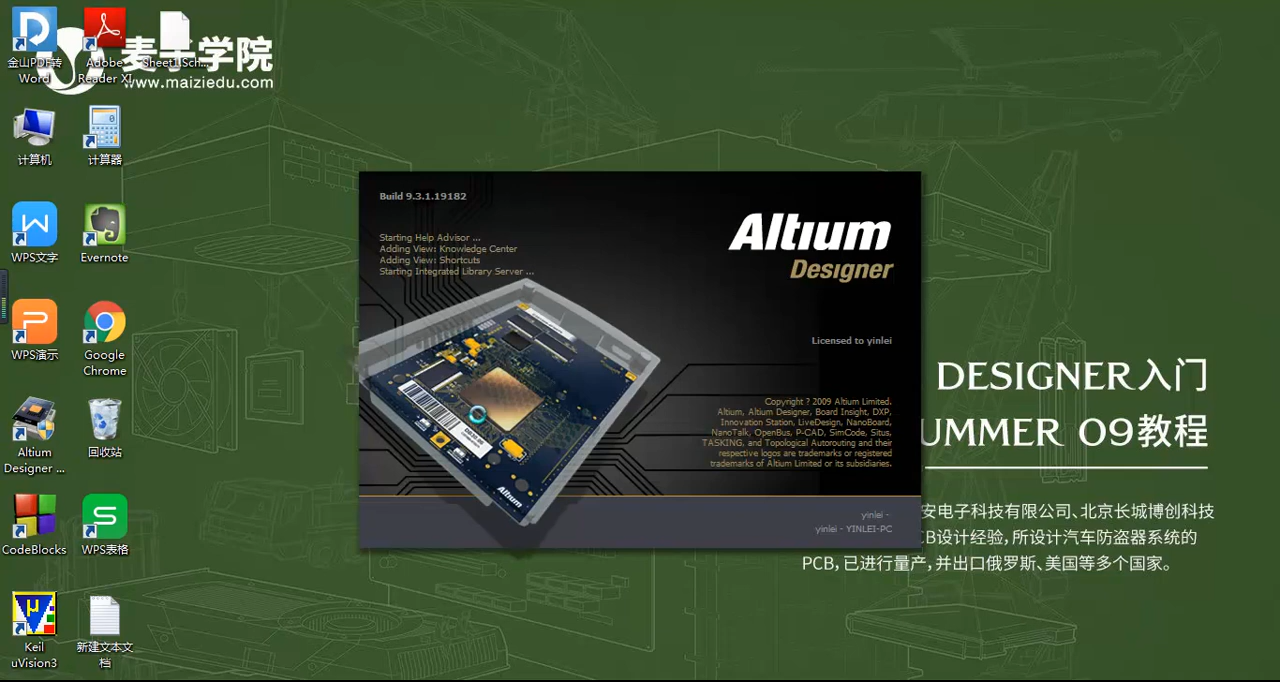 金山PDF转
Word
Adobe
Reader XI
Sheet1.Sch...
麦子学院
www.maiziedu.com
计算机
计算器
WPS文字
Evernote
WPS演示
Google
Chrome
Altium
Designer ...
回收站
CodeBlocks
WPS表格
Keil
uVision3
新建文本文
档
Build 9.3.1.19182
Starting Help Advisor ...
Adding View: Knowledge Center
Adding View: Shortcuts
Starting Integrated Library Server ...
Altium
Designer
Licensed to yinlei
Copyright ? 2009 Altium Limited.
Altium, Altium Designer, Board Insight, DXP,
Innovation Station, LiveDesign, NanoBoard,
NanoTalk, OpenBus, P-CAD, SimCode, Situs,
TASKING, and Topological Autorouting and their
respective logos are trademarks or registered
trademarks of Altium Limited or its subsidiaries.
Altium
yinlei -
yinlei - YINLEI-PC
DESIGNER入门
UMMER 09教程
安电子科技有限公司、北京长城博创科技
CB设计经验,所设计汽车防盗器系统的
PCB,已进行量产,并出口俄罗斯、美国等多个国家。